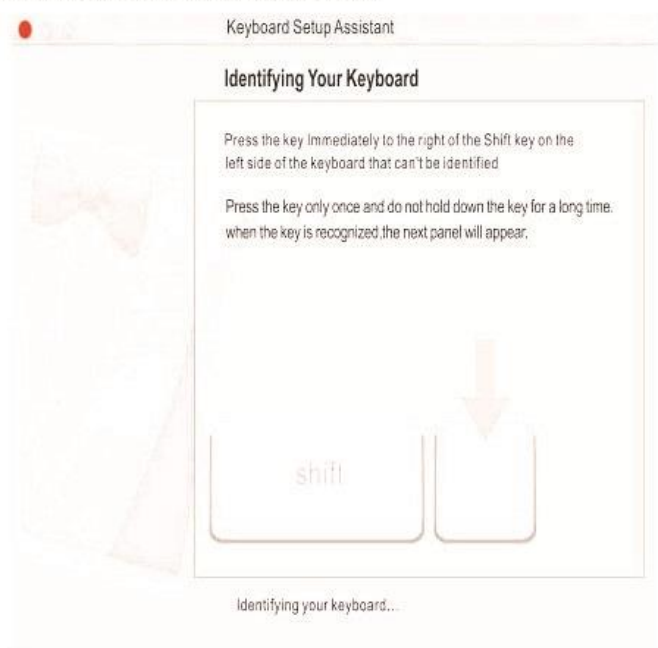 Keyboard Setup Assistant
Identifying Your Keyboard
Press the key Immediately to the right of the Shift key on the
left side of the keyboard that can't be identified
Press the key only once and do not hold down the key for a long time.
when the key is recognized,the next panel will appear.
shift
Identifying your keyboard...